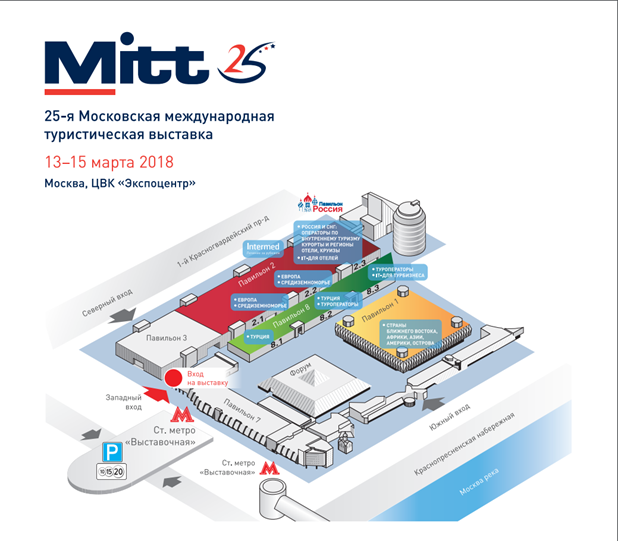 Mitt 25
25-я Московская международная
туристическая выставка
13–15 марта 2018
Москва, ЦВК «Экспоцентр»
Павильон
РОССИЯ
1-й Красногвардейский пр-д
Intermed
• РОССИЯ И СНГ:
ОПЕРАТОРЫ ПО
ВНУТРЕННЕМУ ТУРИЗМУ
КУРОРТЫ И РЕГИОНЫ
ОТЕЛИ, КРУИЗЫ
ДЛЯ ОТЕЛЕЙ
Павильон 2
2.3
• ЕВРОПА
• СРЕДИЗЕМНОМОРЬЕ
• ТУРОПЕРАТОРЫ
ДЛЯ ТУРБИЗНЕСА
8.3
Северный вход
2.2
• ЕВРОПА
• СРЕДИЗЕМНОМОРЬЕ
• ТУРЦИЯ
• ТУРОПЕРАТОРЫ
8.2
Павильон 1
2.1
Павильон 8
Павильон 3
• ТУРЦИЯ
8.1
• СТРАНЫ
БЛИЖНЕГО ВОСТОКА,
АФРИКИ, АЗИИ,
АМЕРИКИ, ОСТРОВА
Вход
на выставку
Форум
Западный
вход
Павильон 7
Южный вход
М
Ст. метро
«Выставочная»
Краснопресненская набережная
P
10 15 20
Ст. метро
«Выставочная»
М
Москва река